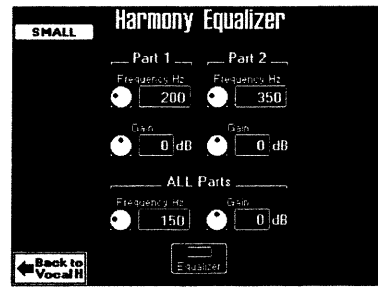 Harmony Equalizer
SMALL
Part 1
Part 2
Frequency Hz
Frequency Hz
200
350
Gain
Gain
0 dB
0 dB
ALL Parts
Frequency Hz
Gain
150
0 dB
Back to
Vocal H
Equalizer